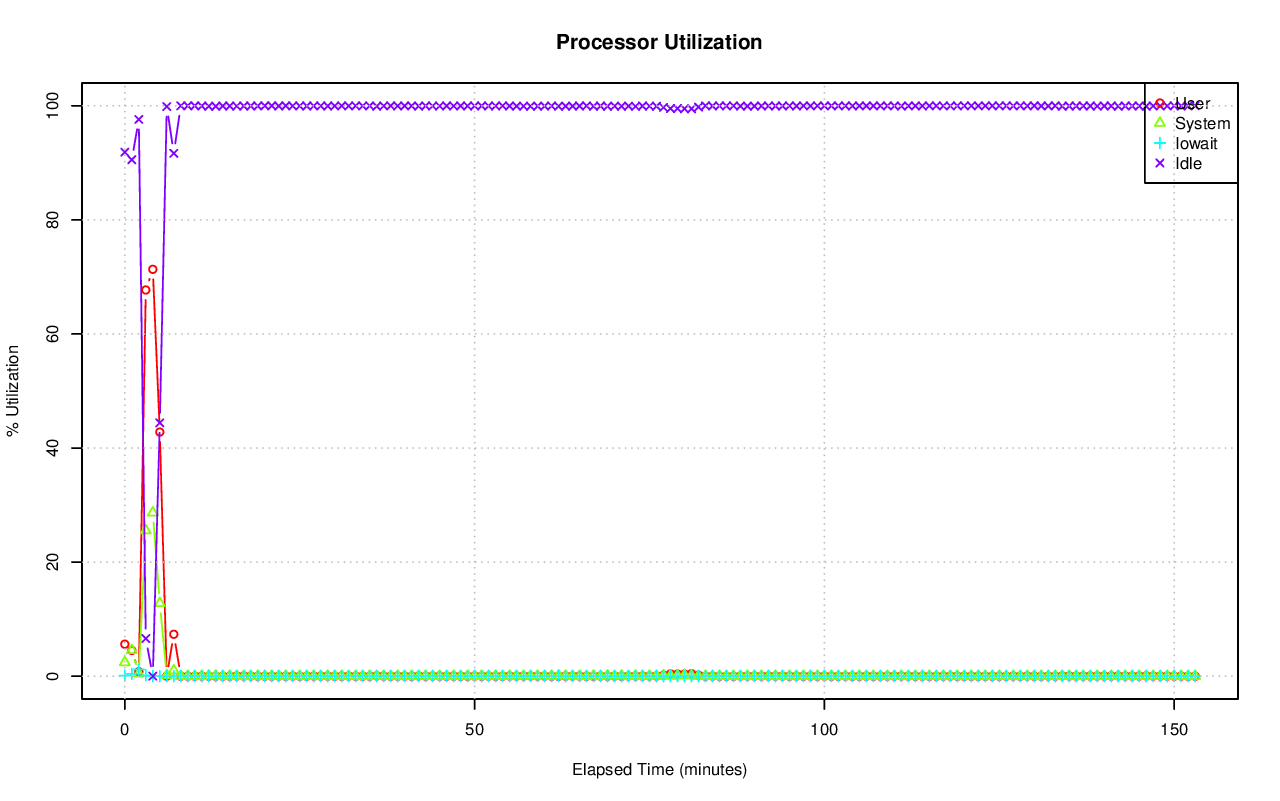 Processor Utilization
% Utilization
100
80
60
40
20
0
User
System
Iowait
Idle
0 50 100 150
Elapsed Time (minutes)